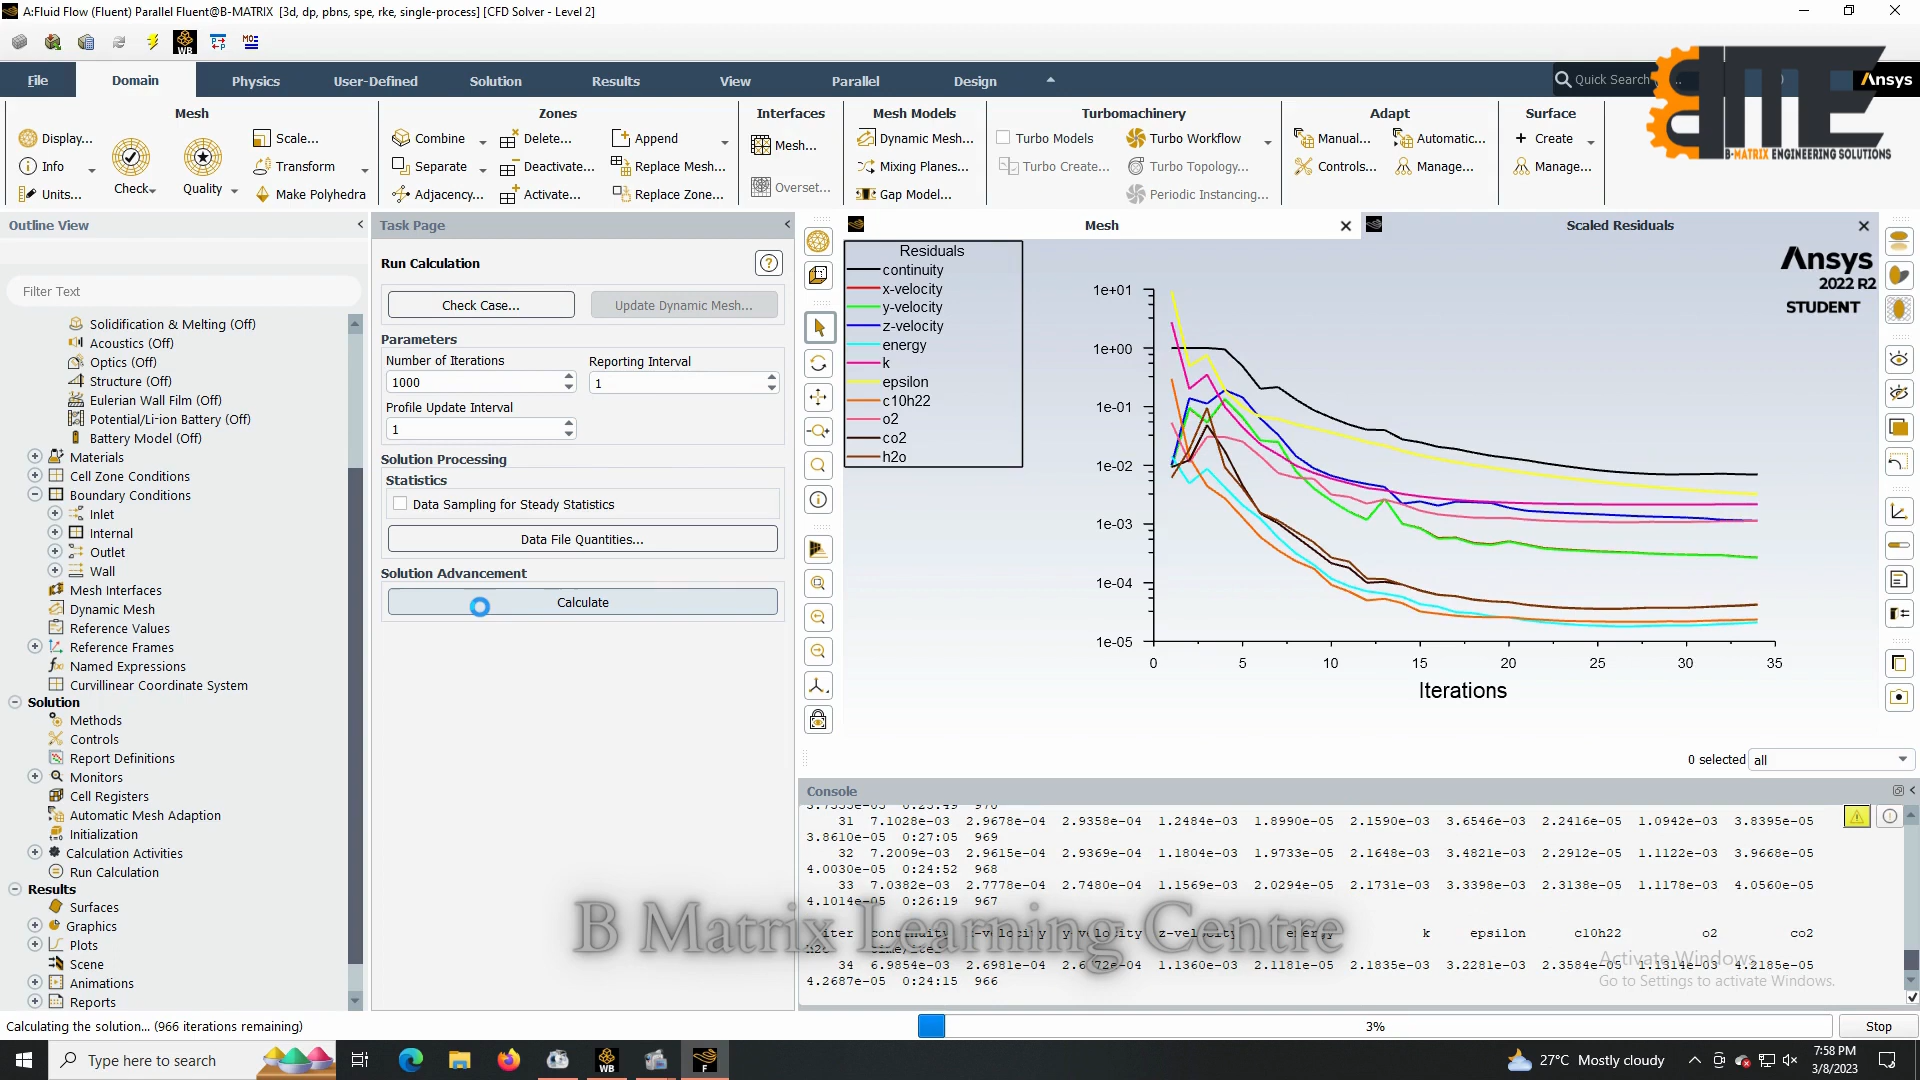 A:Fluid Flow (Fluent) Parallel Fluent@B-MATRIX [3d, dp, pbns, spe, rke, single-process] [CFD Solver - Level 2]
WB
File Domain Physics User-Defined Solution Results View Parallel Design Quick Search Ansys
Mesh Zones Interfaces Mesh Models Turbomachinery Adapt Surface
Display... Scale... Combine Delete... Append Mesh... Dynamic Mesh... Turbo Models Turbo Workflow Manual... Automatic... Create
Info Transform Separate Deactivate... Replace Mesh... Mixing Planes... Turbo Create... Turbo Topology... Controls... Manage... Manage...
Check Quality Overset...
Units... Make Polyhedra Adjacency... Activate... Replace Zone... Gap Model... Periodic Instancing...
B-MATRIX ENGINEERING SOLUTIONS
Outline View
Filter Text
Solidification & Melting (Off)
Acoustics (Off)
Optics (Off)
Structure (Off)
Eulerian Wall Film (Off)
Potential/Li-ion Battery (Off)
Battery Model (Off)
Materials
Cell Zone Conditions
Boundary Conditions
Inlet
Internal
Outlet
Wall
Mesh Interfaces
Dynamic Mesh
Reference Values
Reference Frames
Named Expressions
Curvillinear Coordinate System
Solution
Methods
Controls
Report Definitions
Monitors
Cell Registers
Automatic Mesh Adaption
Initialization
Calculation Activities
Run Calculation
Results
Surfaces
Graphics
Plots
Scene
Animations
Reports
Task Page
Run Calculation
Check Case... Update Dynamic Mesh...
Parameters
Number of Iterations Reporting Interval
1000 1
Profile Update Interval
1
Solution Processing
Statistics
Data Sampling for Steady Statistics
Data File Quantities...
Solution Advancement
Calculate
Mesh Scaled Residuals
Residuals
continuity
x-velocity
y-velocity
z-velocity
energy
k
epsilon
c10h22
o2
co2
h2o
Ansys
2022 R2
STUDENT
1e+01
1e+00
1e-01
1e-02
1e-03
1e-04
1e-05
0 5 10 15 20 25 30 35
Iterations
0 selected all
Console
31 7.1028e-03 2.9678e-04 2.9358e-04 1.2484e-03 1.8990e-05 2.1590e-03 3.6546e-03 2.2416e-05 1.0942e-03 3.8395e-05
3.8610e-05 0:27:05 969
32 7.2009e-03 2.9615e-04 2.9369e-04 1.1804e-03 1.9733e-05 2.1648e-03 3.4821e-03 2.2912e-05 1.1122e-03 3.9668e-05
4.0030e-05 0:24:52 968
33 7.0382e-03 2.7778e-04 2.7480e-04 1.1569e-03 2.0294e-05 2.1731e-03 3.3398e-03 2.3138e-05 1.1178e-03 4.0560e-05
4.1014e-05 0:26:19 967
B Matrix Learning Centre
iter continuity x-velocity y-velocity z-velocity energy k epsilon c10h22 o2 co2
h2o time/iter
34 6.9854e-03 2.6981e-04 1.1360e-03 2.1181e-05 2.1835e-03 3.2281e-03 2.3584e-05 1.1314e-03 4.2185e-05
4.2687e-05 0:24:15 966
Activate Windows
Go to Settings to activate Windows.
Calculating the solution... (966 iterations remaining) 3% Stop
Type here to search WB F 27°C Mostly cloudy 7:58 PM
3/8/2023